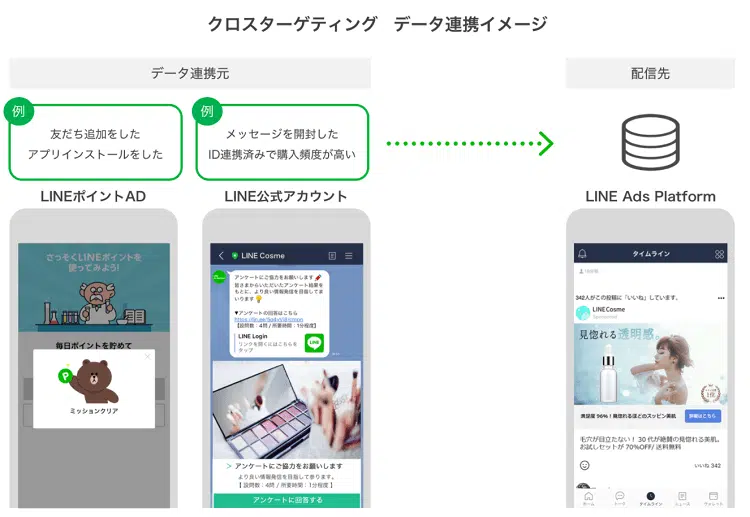 クロスターゲティング データ連携イメージ
データ連携元
配信先
例
友だち追加をした
アプリインストールをした
例
メッセージを開封した
ID連携済みで購入頻度が高い
LINEポイントAD
LINE公式アカウント
LINE Ads Platform
さっそくLINEポイントを
使ってみよう!
毎日ポイントを貯めて
P
ミッションクリア
LINE Cosme
アンケートにご協力をお願いします
皆さまからいただいたアンケート結果を
もとに、より良い情報発信を目指してま
いります
▼アンケートの回答はこちら
【設問数:4問 / 所要時間:1分程度】
LINE Login
リンクを開くにはこちらを
タップ
LINE
> アンケートにご協力をお願いします
より良い情報発信を目指して参ります。
【 設問数:4問 / 所要時間:1分程度 】
アンケートに回答する
タイムライン
342人がこの投稿に「いいね」しています。
LINE Cosme
Sponsored
見惚れる透明感。
満足度 96%!見惚れるほどのスッピン美肌
詳細はこちら
毛穴が目立たない! 30 代が絶賛の見惚れる美肌。
お試しセットが 70%OFF/ 送料無料
いいね 342
ホーム
トーク
タイムライン
ニュース
ウォレット